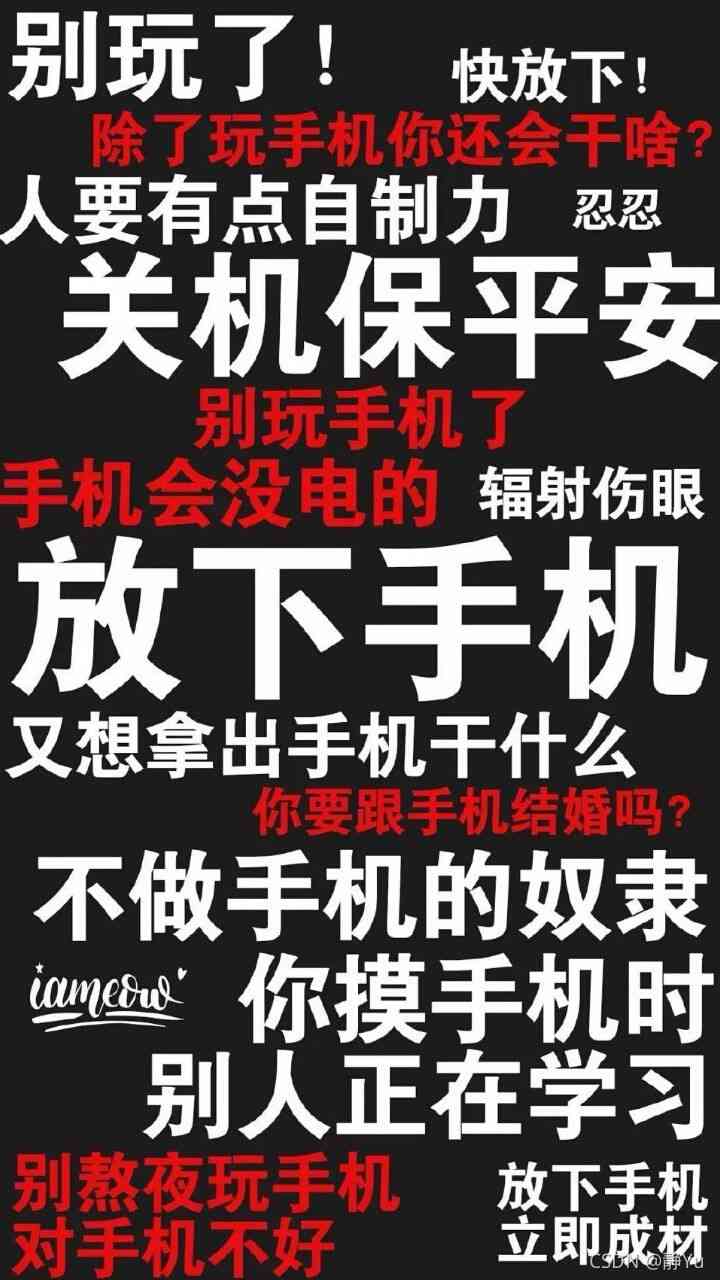 别玩了！
快放下！
除了玩手机你还会干啥？
人要有点自制力
忍忍
关机保平安
别玩手机了
手机会没电的
辐射伤眼
放下手机
又想拿出手机干什么
你要跟手机结婚吗？
不做手机的奴隶
iameow
你摸手机时
别人正在学习
别熬夜玩手机
对手机不好
放下手机
立即成材
CSDN @静Yu